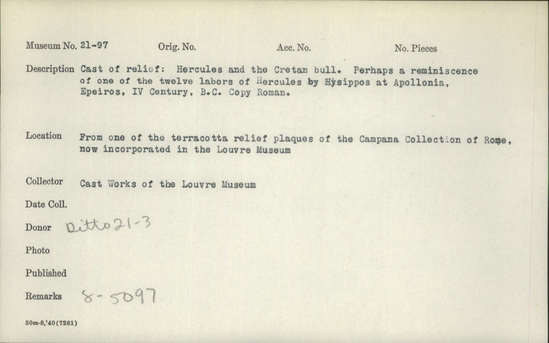 Museum No. 21-97 Orig. No. Acc. No. No. Pieces
Description Cast of relief: Hercules and the Cretan bull. Perhaps a reminiscence
of one of the twelve labors of Hercules by Hysippos at Apollonia,
Epeiros, IV Century, B.C. Copy Roman.
Location From one of the terracotta relief plaques of the Campana Collection of Rome,
now incorporated in the Louvre Museum
Collector Cast Works of the Louvre Museum
Date Coll.
Donor Ditto 21-3
Photo
Published
Remarks 8-5097
50m-8,'40(7261)